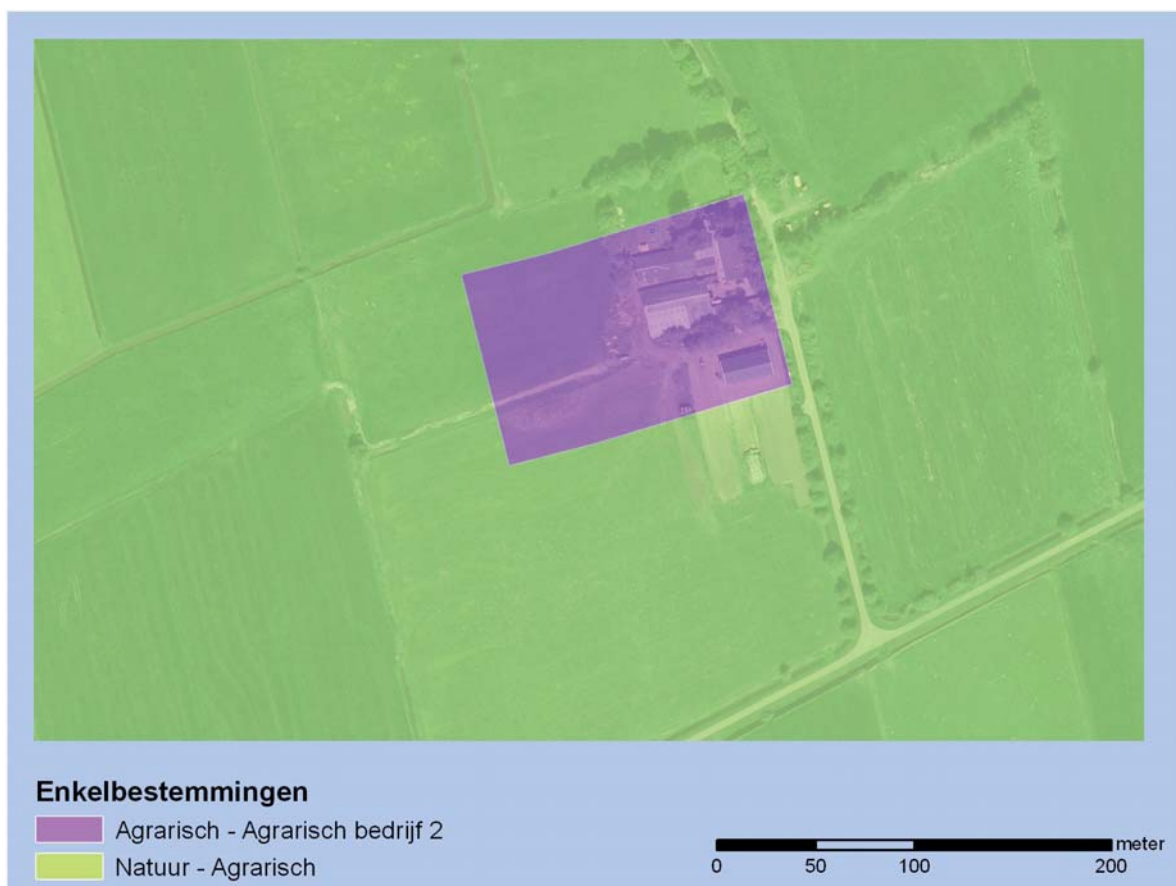 Enkelbestemmingen
Agrarisch - Agrarisch bedrijf 2
Natuur - Agrarisch
meter
0 50 100 200